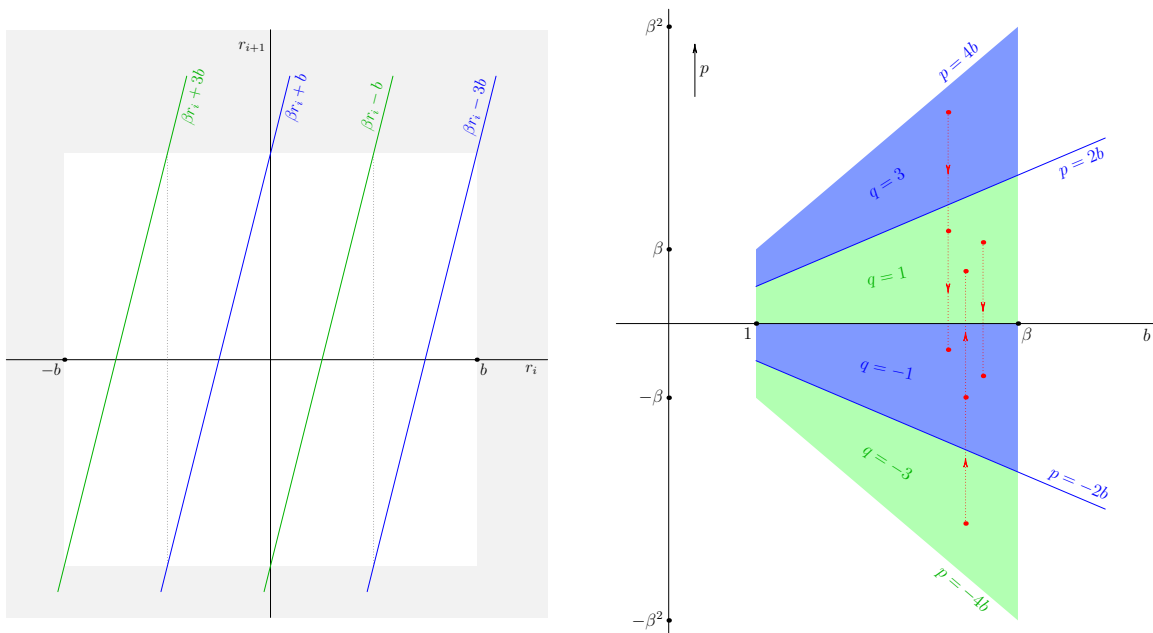 r_{i+1}
βr_i + 3b
βr_i + b
βr_i − b
βr_i − 3b
−b
b
r_i
β²
p
p = 4b
p = 2b
q = 3
β
q = 1
1
β
b
q = −1
−β
q = −3
p = −2b
p = −4b
−β²